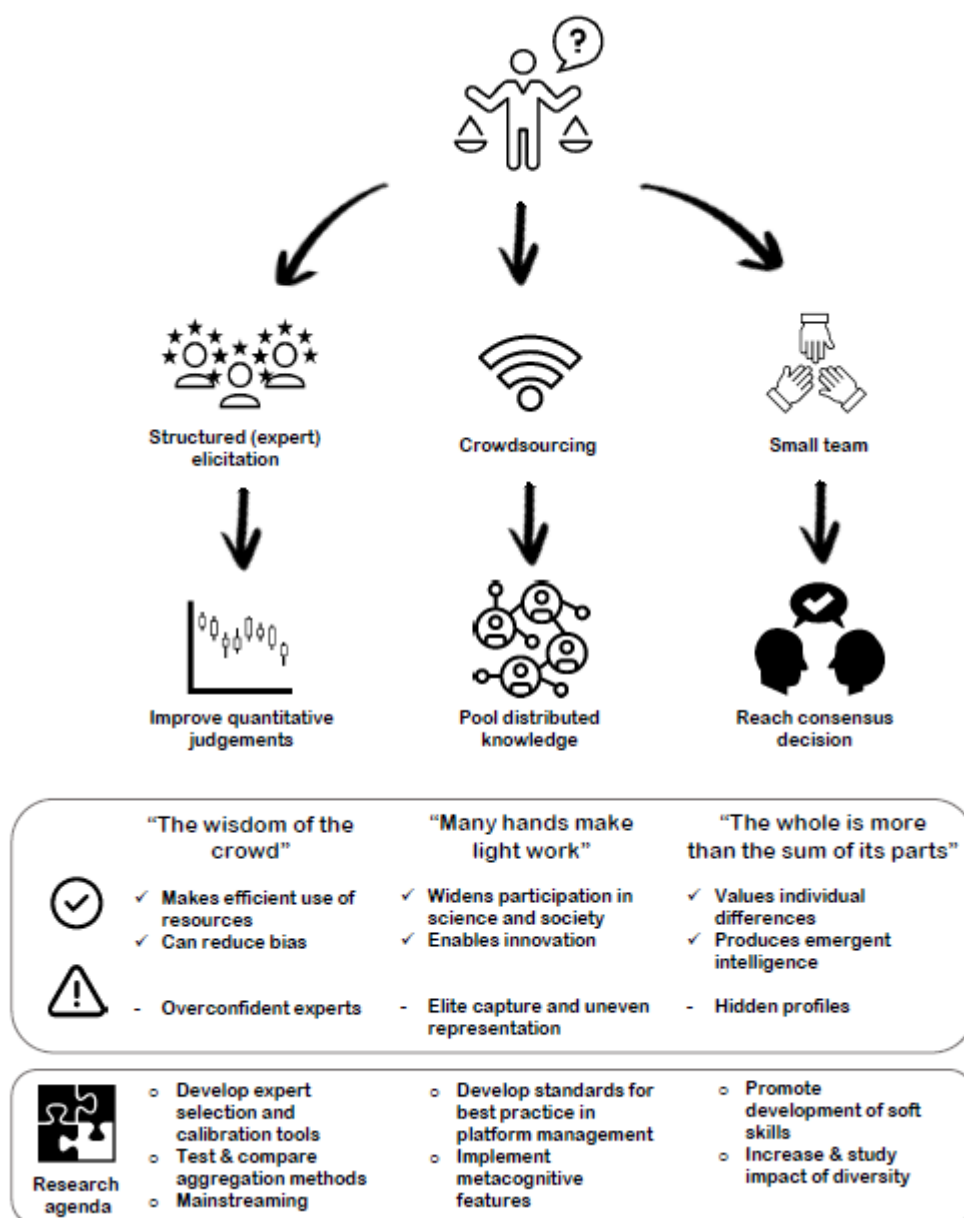 ?
Structured (expert)
elicitation
Crowdsourcing
Small team
Improve quantitative
judgements
Pool distributed
knowledge
Reach consensus
decision
“The wisdom of the
crowd”
“Many hands make
light work”
“The whole is more
than the sum of its parts”
✓ Makes efficient use of
resources
✓ Can reduce bias
✓ Widens participation in
science and society
✓ Enables innovation
✓ Values individual
differences
✓ Produces emergent
intelligence
- Overconfident experts
- Elite capture and uneven
representation
- Hidden profiles
Research
agenda
o Develop expert
selection and
calibration tools
o Test & compare
aggregation methods
o Mainstreaming
o Develop standards for
best practice in
platform management
o Implement
metacognitive
features
o Promote
development of soft
skills
o Increase & study
impact of diversity